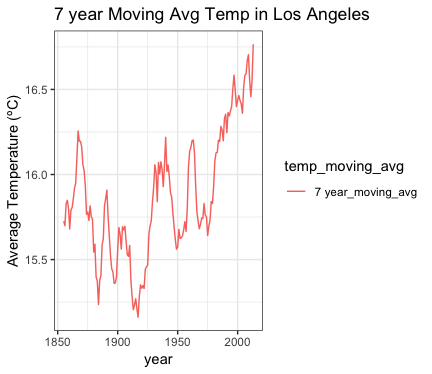 7 year Moving Avg Temp in Los Angeles
Average Temperature (°C)
16.5
16.0
15.5
1850 1900 1950 2000
year
temp_moving_avg
7 year_moving_avg